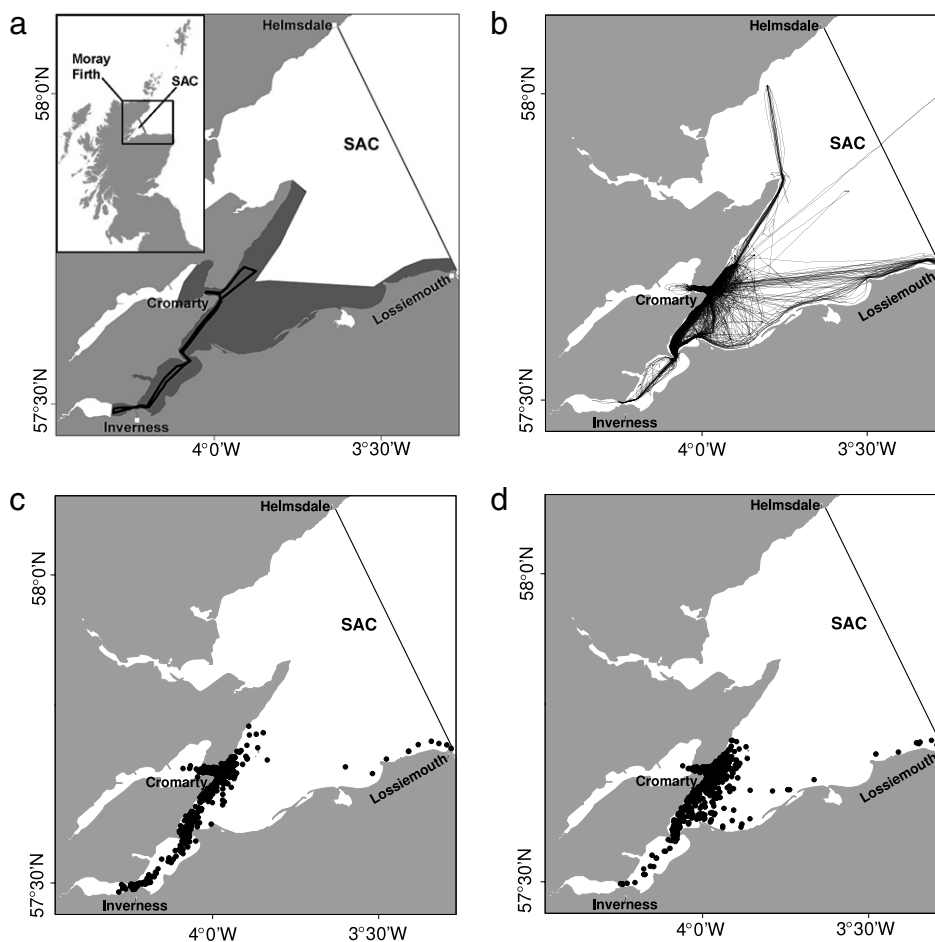 a
Helmsdale
Moray
Firth
SAC
SAC
58°0'N
Cromarty
Lossiemouth
57°30'N
Inverness
4°0'W
3°30'W
b
Helmsdale
58°0'N
SAC
Cromarty
Lossiemouth
57°30'N
Inverness
4°0'W
3°30'W
c
Helmsdale
58°0'N
SAC
Cromarty
Lossiemouth
57°30'N
Inverness
4°0'W
3°30'W
d
Helmsdale
58°0'N
SAC
Cromarty
Lossiemouth
57°30'N
Inverness
4°0'W
3°30'W